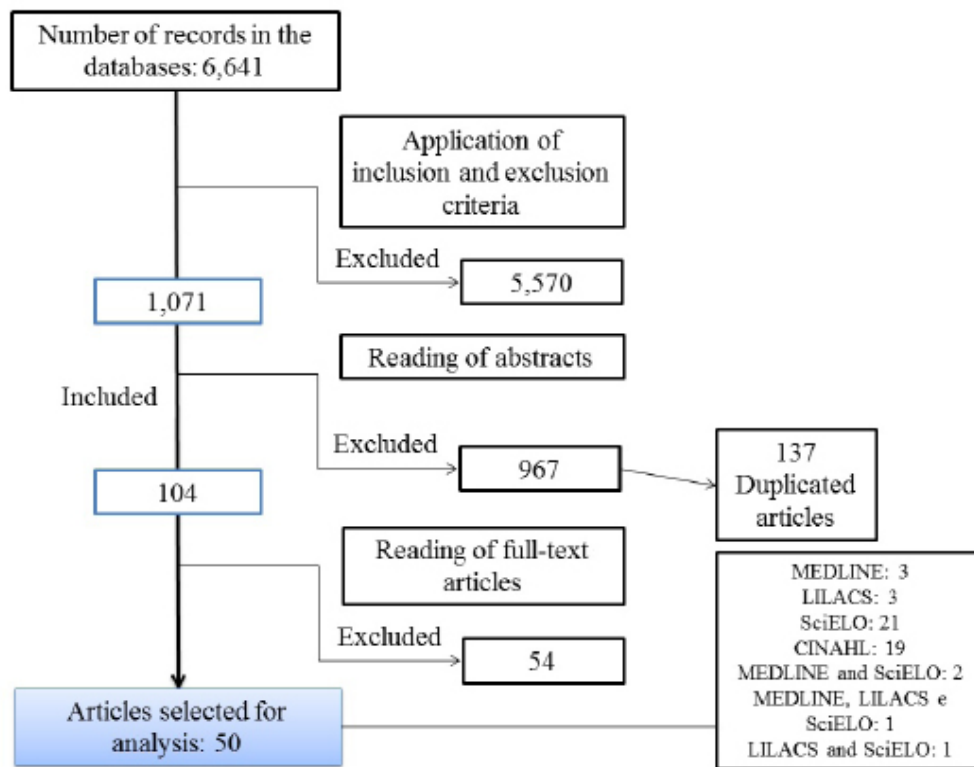 Number of records in the
databases: 6,641
Application of
inclusion and exclusion
criteria
Excluded
5,570
1,071
Reading of abstracts
Included
Excluded
967
137
Duplicated
articles
104
Reading of full-text
articles
Excluded
54
Articles selected for
analysis: 50
MEDLINE: 3
LILACS: 3
SciELO: 21
CINAHL: 19
MEDLINE and SciELO: 2
MEDLINE, LILACS e
SciELO: 1
LILACS and SciELO: 1